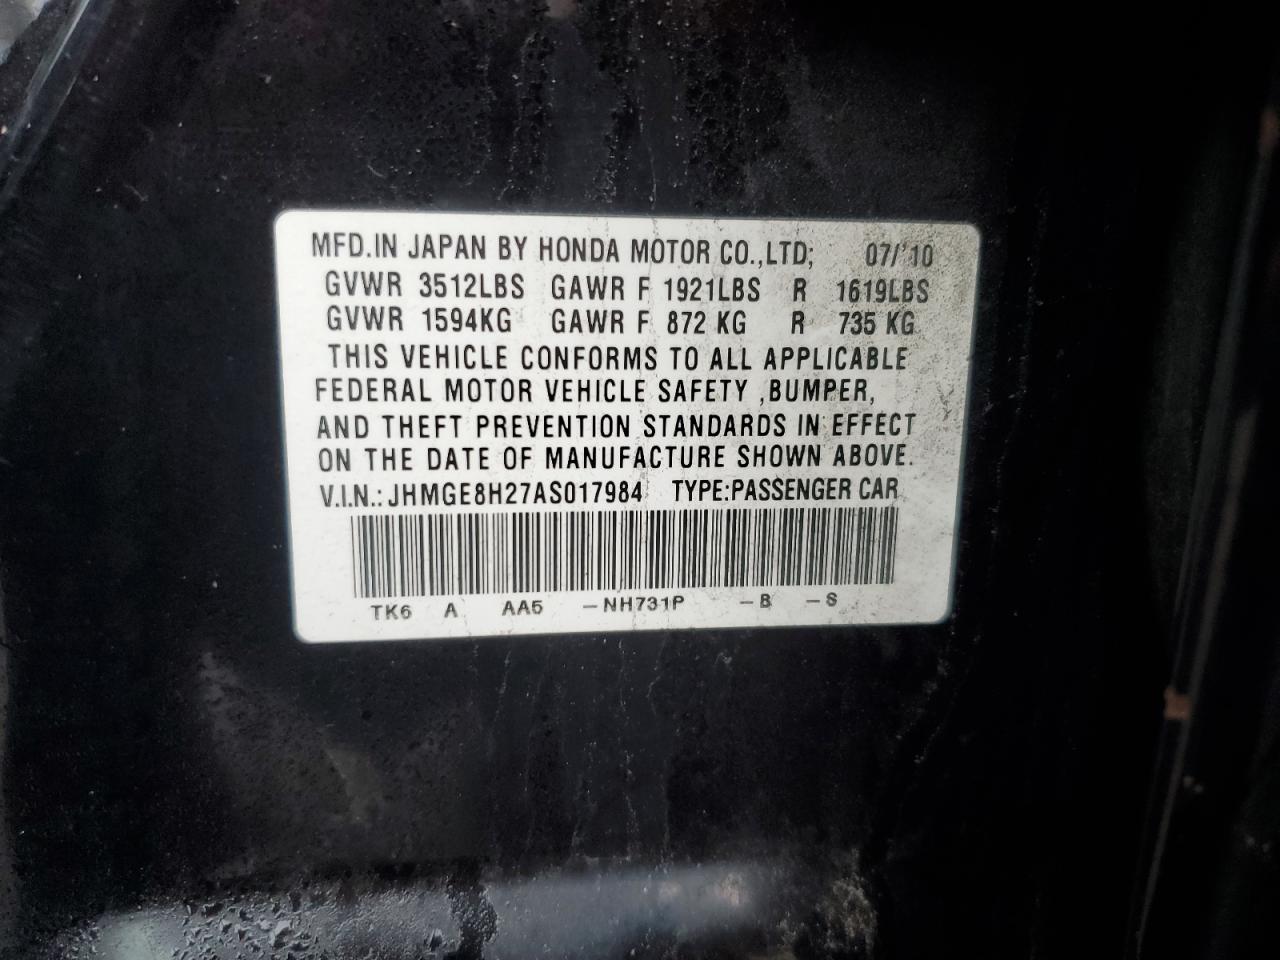 MFD.IN JAPAN BY HONDA MOTOR CO.,LTD; 07/'10
GVWR 3512LBS GAWR F 1921LBS R 1619LBS
GVWR 1594KG GAWR F 872 KG R 735 KG
THIS VEHICLE CONFORMS TO ALL APPLICABLE
FEDERAL MOTOR VEHICLE SAFETY ,BUMPER,
AND THEFT PREVENTION STANDARDS IN EFFECT
ON THE DATE OF MANUFACTURE SHOWN ABOVE.
V.I.N.: JHMGE8H27AS017984 TYPE:PASSENGER CAR
TK6 A AA5 -NH731P -B -S